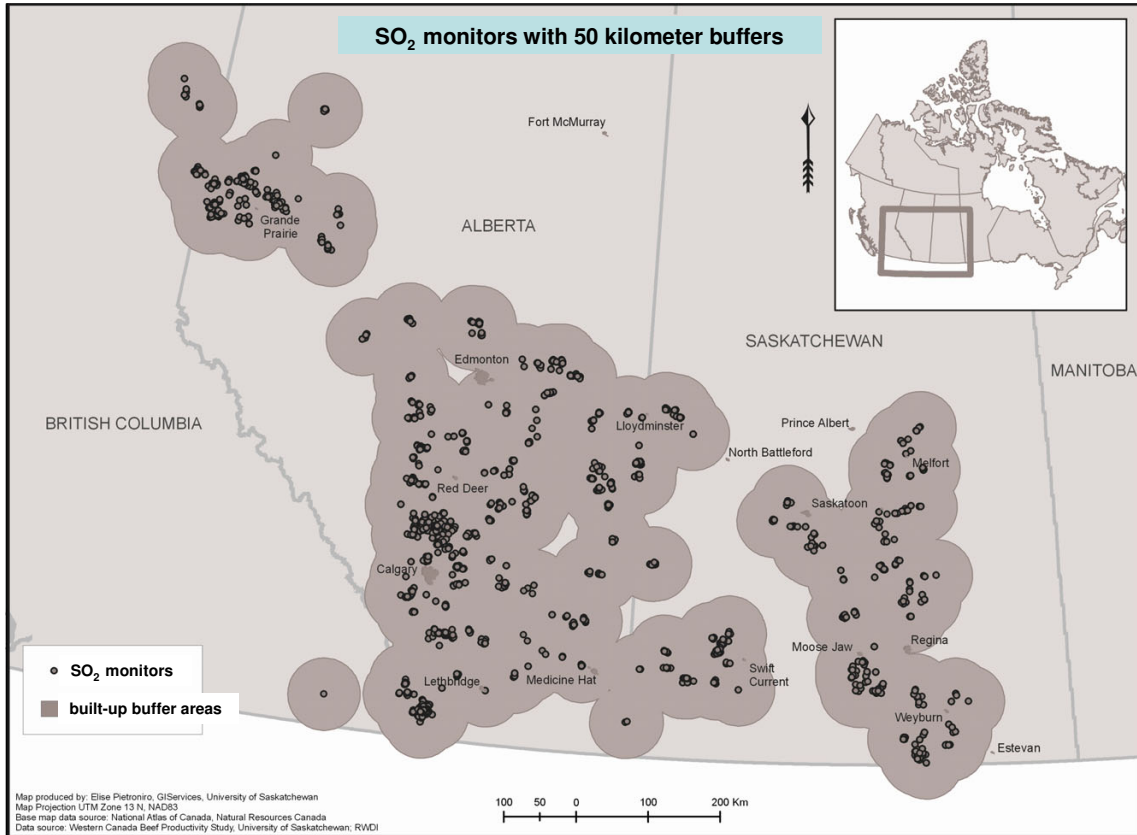 SO₂ monitors with 50 kilometer buffers
Fort McMurray
Grande
Prairie
ALBERTA
SASKATCHEWAN
MANITOBA
Edmonton
BRITISH COLUMBIA
Lloydminster
Prince Albert
North Battleford
Melfort
Red Deer
Saskatoon
Calgary
Moose Jaw
Regina
Swift
Current
Lethbridge
Medicine Hat
Weyburn
Estevan
SO₂ monitors
built-up buffer areas
Map produced by: Elise Pietroniro, GIServices, University of Saskatchewan
Map Projection UTM Zone 13 N, NAD83
Base map data source: National Atlas of Canada, Natural Resources Canada
Data source: Western Canada Beef Productivity Study, University of Saskatchewan; RWDI
100 50 0 100 200 Km